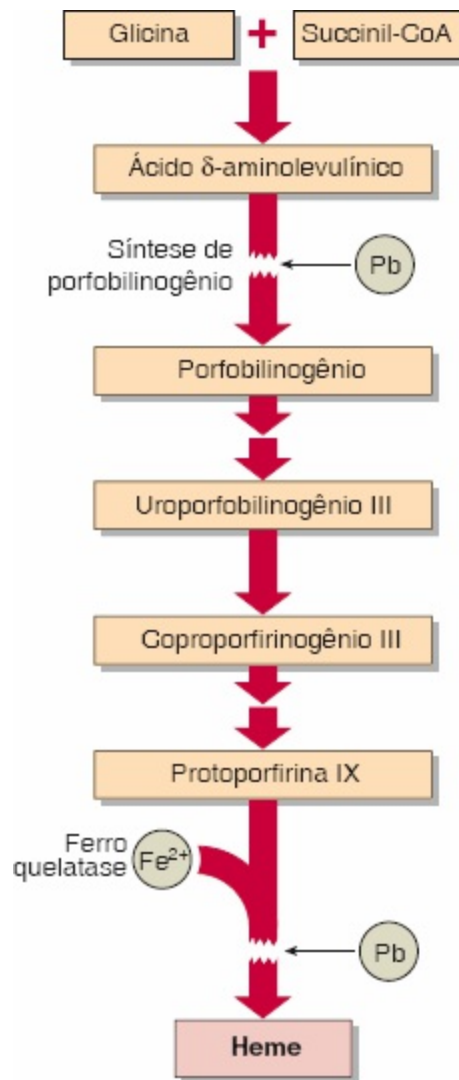 Glicina + Succinil-CoA
Ácido δ-aminolevulínico
Síntese de
porfobilinogênio
Pb
Porfobilinogênio
Uroporfobilinogênio III
Coproporfirinogênio III
Protoporfirina IX
Ferro
quelatase
Fe²⁺
Pb
Heme